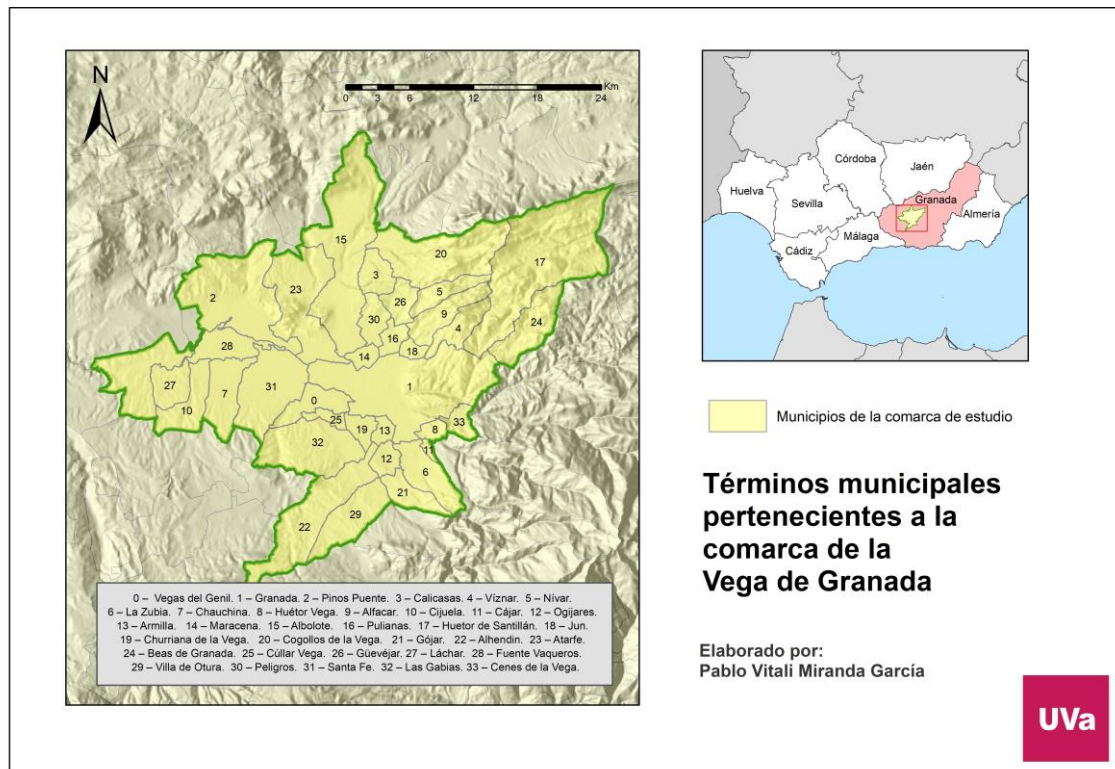 N
Km
0 3 6 12 18 24
15
20
17
3
23
26
5
2
30
9
4
24
16
28
14
18
27
7
31
1
10
0
25
19
13
8
33
32
11
12
6
21
22
29
0 – Vegas del Genil. 1 – Granada. 2 – Pinos Puente. 3 – Calicasas. 4 – Víznar. 5 – Nívar.
6 – La Zubia. 7 – Chauchina. 8 – Huétor Vega. 9 – Alfacar. 10 – Cijuela. 11 – Cájar. 12 – Ogijares.
13 – Armilla. 14 – Maracena. 15 – Albolote. 16 – Pulianas. 17 – Huetor de Santillán. 18 – Jun.
19 – Churriana de la Vega. 20 – Cogollos de la Vega. 21 – Gójar. 22 – Alhendin. 23 – Atarfe.
24 – Beas de Granada. 25 – Cúllar Vega. 26 – Güevéjar. 27 – Láchar. 28 – Fuente Vaqueros.
29 – Villa de Otura. 30 – Peligros. 31 – Santa Fe. 32 – Las Gabias. 33 – Cenes de la Vega.
Córdoba
Jaén
Huelva
Sevilla
Granada
Almería
Málaga
Cádiz
Municipios de la comarca de estudio
Términos municipales
pertenecientes a la
comarca de la
Vega de Granada
Elaborado por:
Pablo Vitali Miranda García
UVa